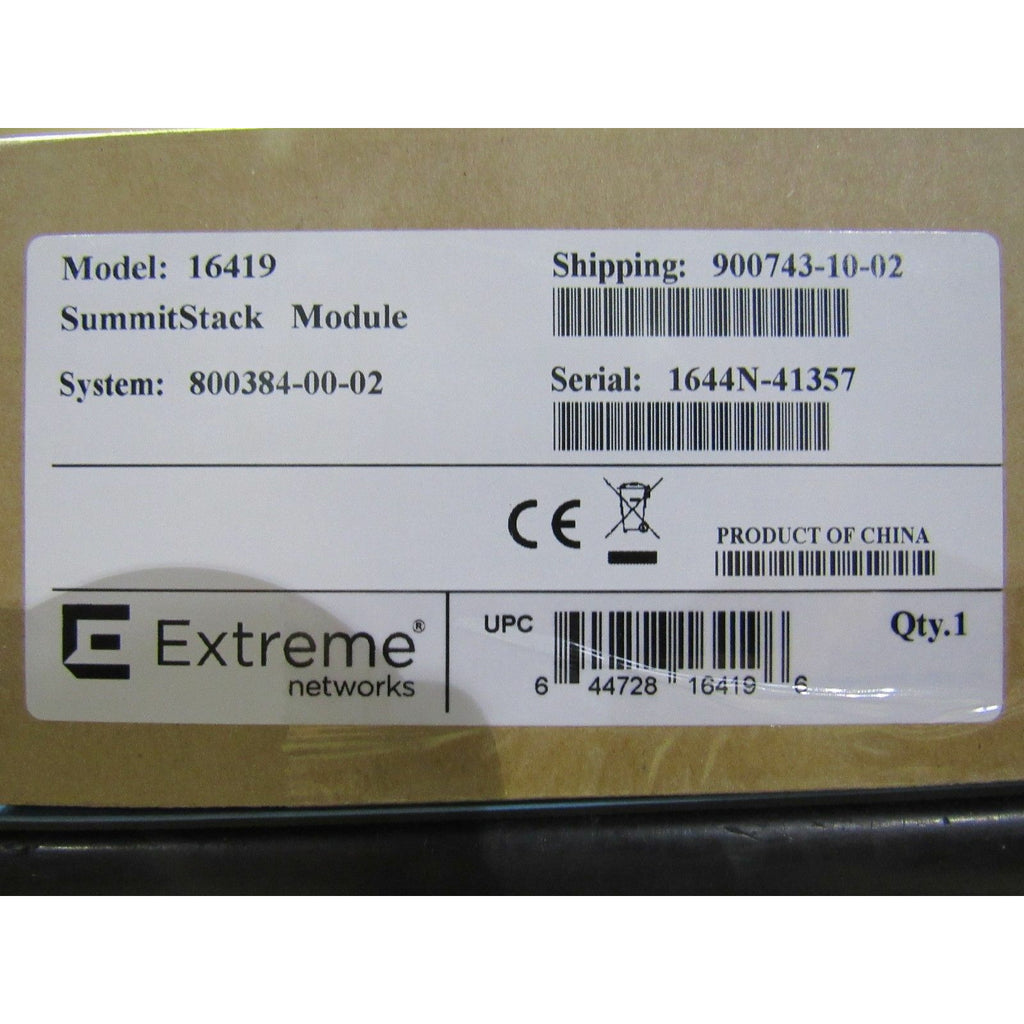 Model: 16419
SummitStack Module
System: 800384-00-02
Shipping: 900743-10-02
Serial: 1644N-41357
CE
PRODUCT OF CHINA
Extreme®
networks
UPC
6 44728 16419 6
Qty.1